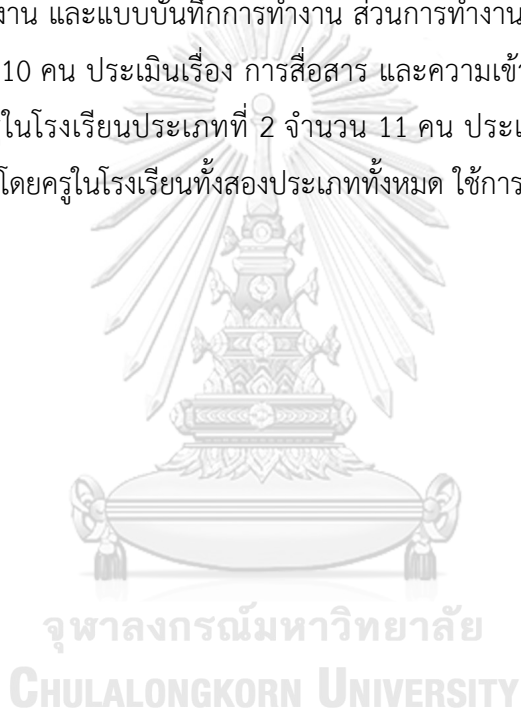 งาน และแบบบันทึกการทำงาน ส่วนการทำงาน
10 คน ประเมินเรื่อง การสื่อสาร และความเข้า
ในโรงเรียนประเภทที่ 2 จำนวน 11 คน ประเ
โดยครูในโรงเรียนทั้งสองประเภททั้งหมด ใช้การ
จุฬาลงกรณ์มหาวิทยาลัย
CHULALONGKORN UNIVERSITY